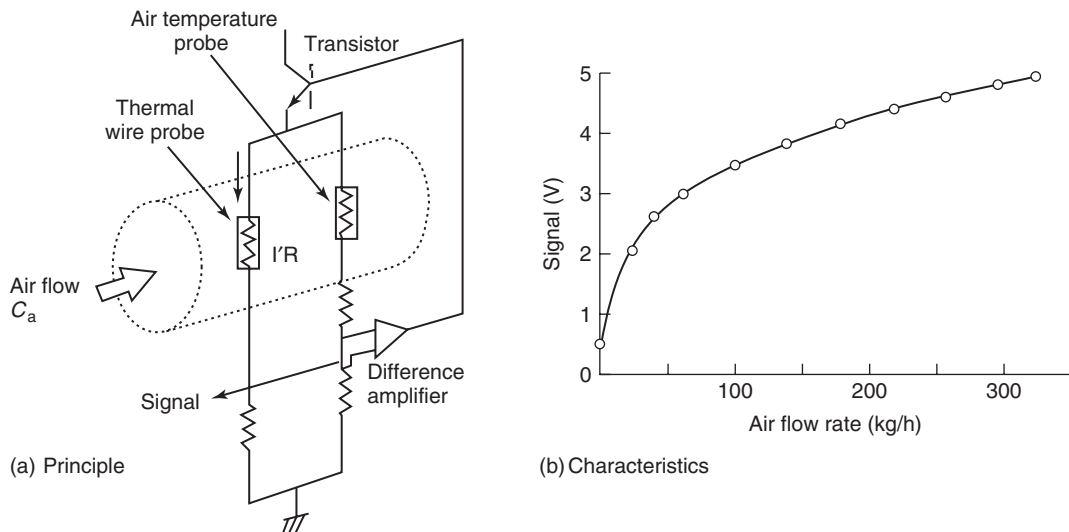 Air temperature
probe
Transistor
Thermal
wire probe
I′R
Air flow
Ca
Difference
amplifier
Signal
(a) Principle
5
4
3
2
1
0
Signal (V)
100
200
300
Air flow rate (kg/h)
(b) Characteristics